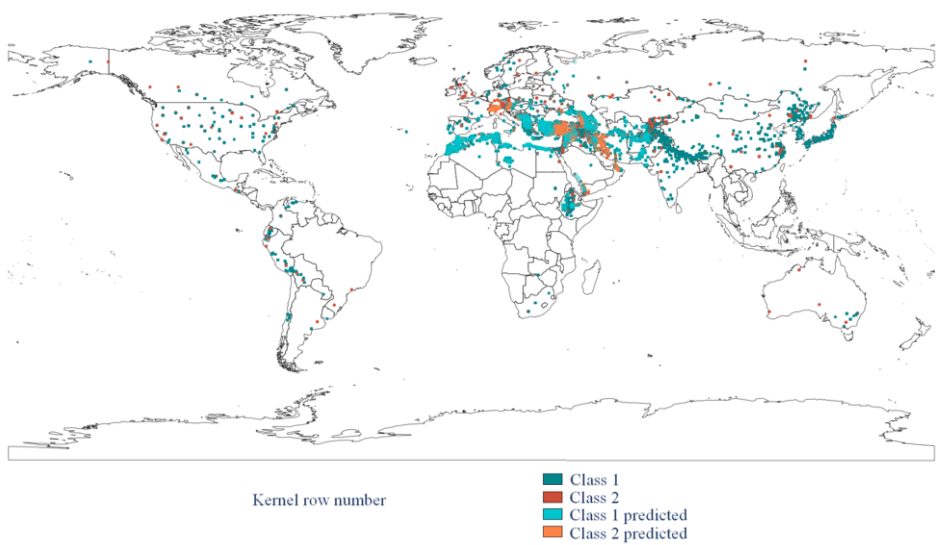 Kernel row number
Class 1
Class 2
Class 1 predicted
Class 2 predicted